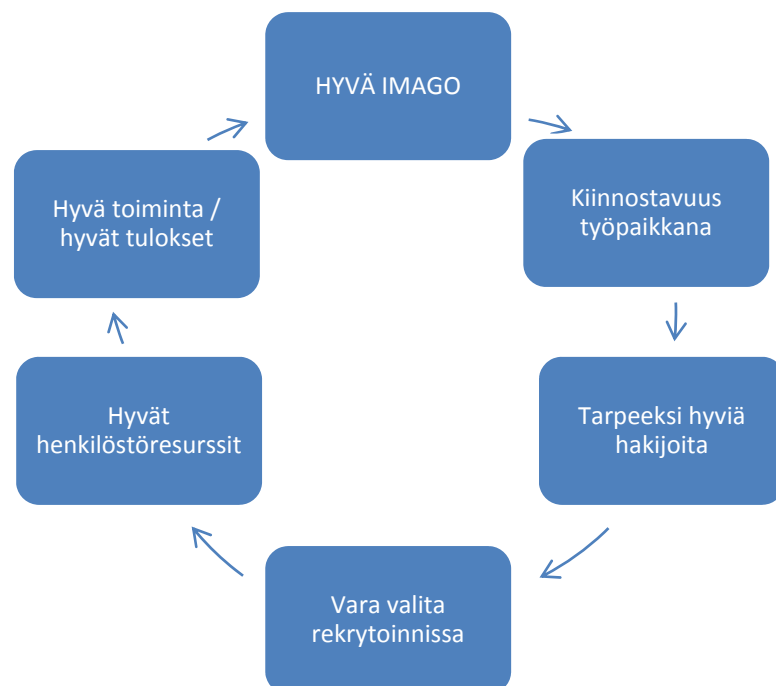 HYVÄ IMAGO
Kiinnostavuus
työpaikkana
Tarpeeksi hyviä
hakijoita
Vara valita
rekrytoinnissa
Hyvät
henkilöstöresurssit
Hyvä toiminta /
hyvät tulokset